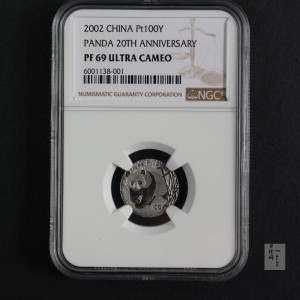 2002 CHINA Pt100Y
PANDA 20TH ANNIVERSARY
PF 69 ULTRA CAMEO
6001138-001
NUMISMATIC GUARANTY CORPORATION
NGC